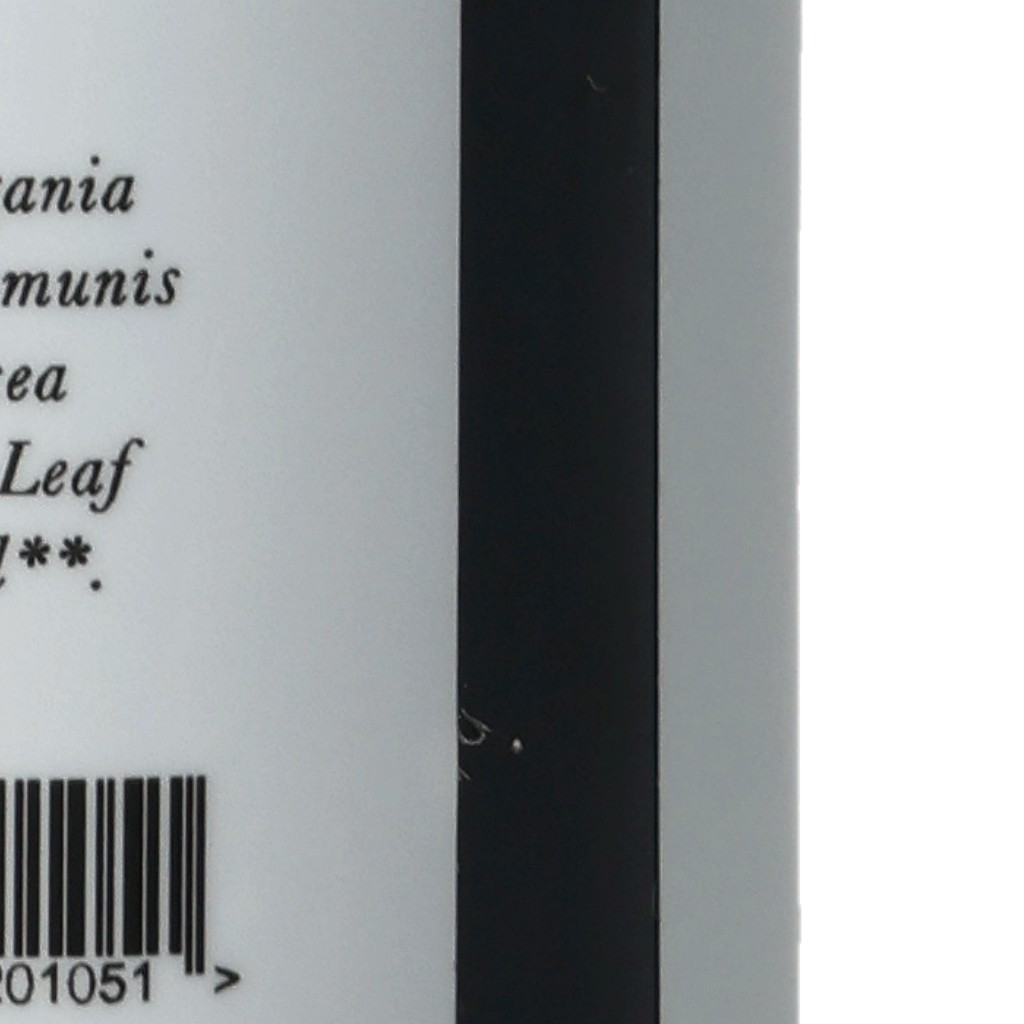 ania
munis
ea
Leaf
**.
201051 >